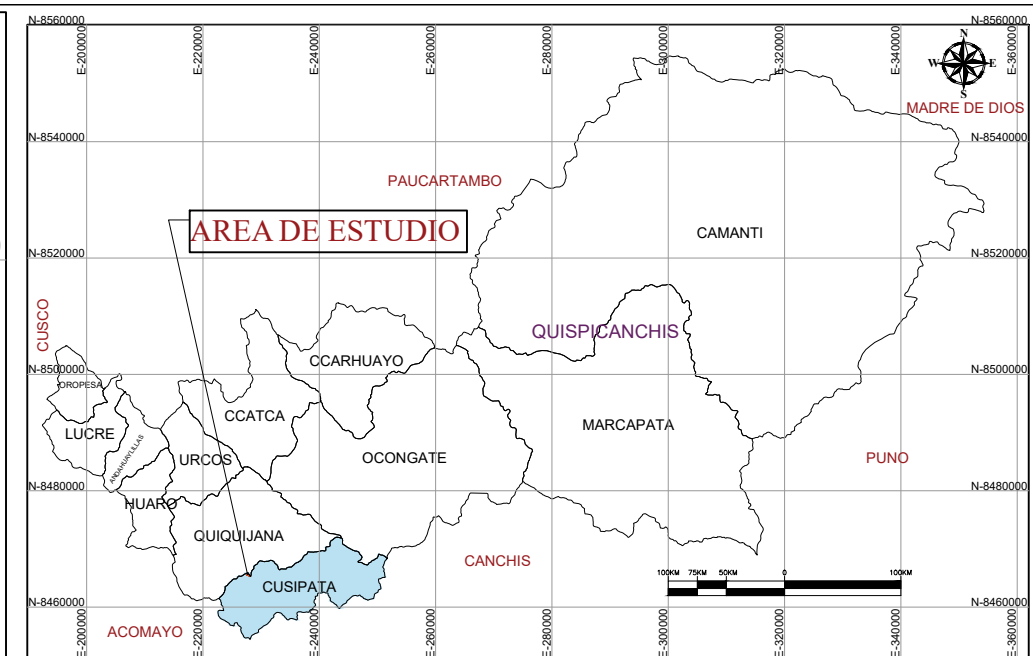 N-8560000
N-8560000
E-200000
E-220000
E-240000
E-260000
E-280000
E-300000
E-320000
E-340000
E-360000
N
W
E
S
MADRE DE DIOS
N-8540000
N-8540000
PAUCARTAMBO
AREA DE ESTUDIO
CAMANTI
N-8520000
N-8520000
CUSCO
QUISPICANCHIS
CCARHUAYO
N-8500000
N-8500000
OROPESA
CCATCA
MARCAPATA
LUCRE
ANDAHUAYLILLAS
URCOS
OCONGATE
PUNO
N-8480000
N-8480000
HUARO
QUIQUIJANA
CANCHIS
100KM
75KM
50KM
0
100KM
CUSIPATA
N-8460000
N-8460000
ACOMAYO
E-200000
E-220000
E-240000
E-260000
E-280000
E-300000
E-320000
E-340000
E-360000